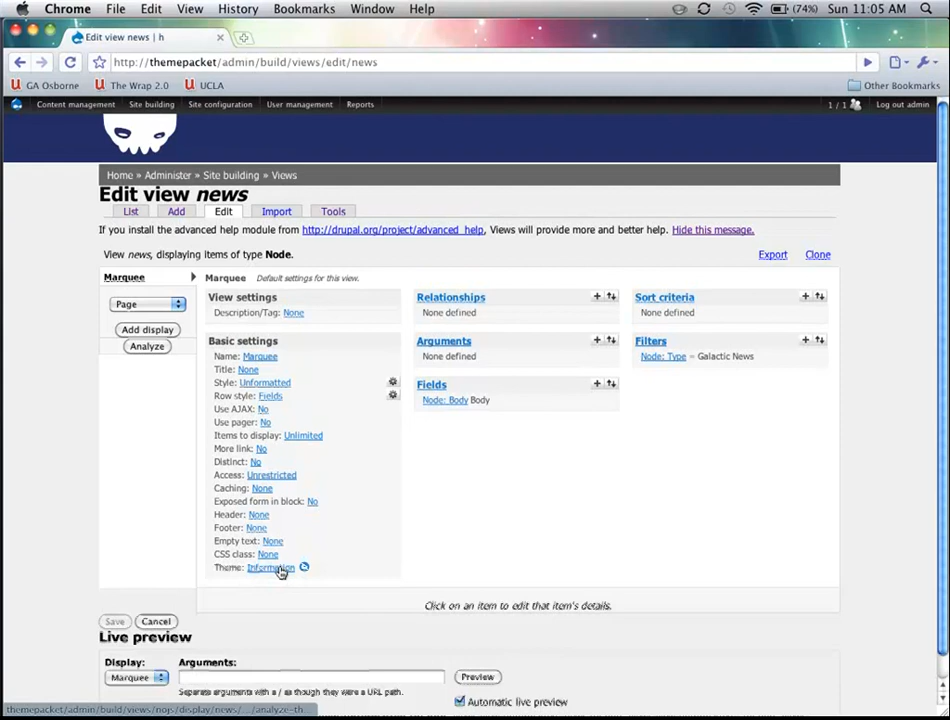 Chrome File Edit View History Bookmarks Window Help (74%) Sun 11:05 AM
Edit view news | h
http://themepacket/admin/build/views/edit/news
GA Osborne The Wrap 2.0 UCLA Other Bookmarks
Content management Site building Site configuration User management Reports 1 / 1 Log out admin
Home » Administer » Site building » Views
Edit view news
List Add Edit Import Tools
If you install the advanced help module from http://drupal.org/project/advanced_help, Views will provide more and better help. Hide this message.
View news, displaying items of type Node. Export Clone
Marquee
Page
Add display
Analyze
Marquee Default settings for this view.
View settings
Description/Tag: None
Basic settings
Name: Marquee
Title: None
Style: Unformatted
Row style: Fields
Use AJAX: No
Use pager: No
Items to display: Unlimited
More link: No
Distinct: No
Access: Unrestricted
Caching: None
Exposed form in block: No
Header: None
Footer: None
Empty text: None
CSS class: None
Theme: Information
Relationships
None defined
Arguments
None defined
Fields
Node: Body Body
Sort criteria
None defined
Filters
Node: Type = Galactic News
Click on an item to edit that item's details.
Save Cancel
Live preview
Display: Arguments:
Marquee Preview
Separate arguments with a / as though they were a URL path.
Automatic live preview
themepacket/admin/build/views/nojs/display/news/.../analyze-th...